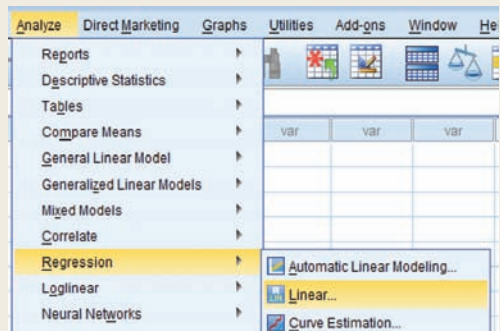 Analyze Direct Marketing Graphs Utilities Add-ons Window He
Reports
Descriptive Statistics
Tables
Compare Means
var var var
General Linear Model
Generalized Linear Models
Mixed Models
Correlate
Regression
Automatic Linear Modeling...
Loglinear
Linear...
Neural Networks
Curve Estimation...